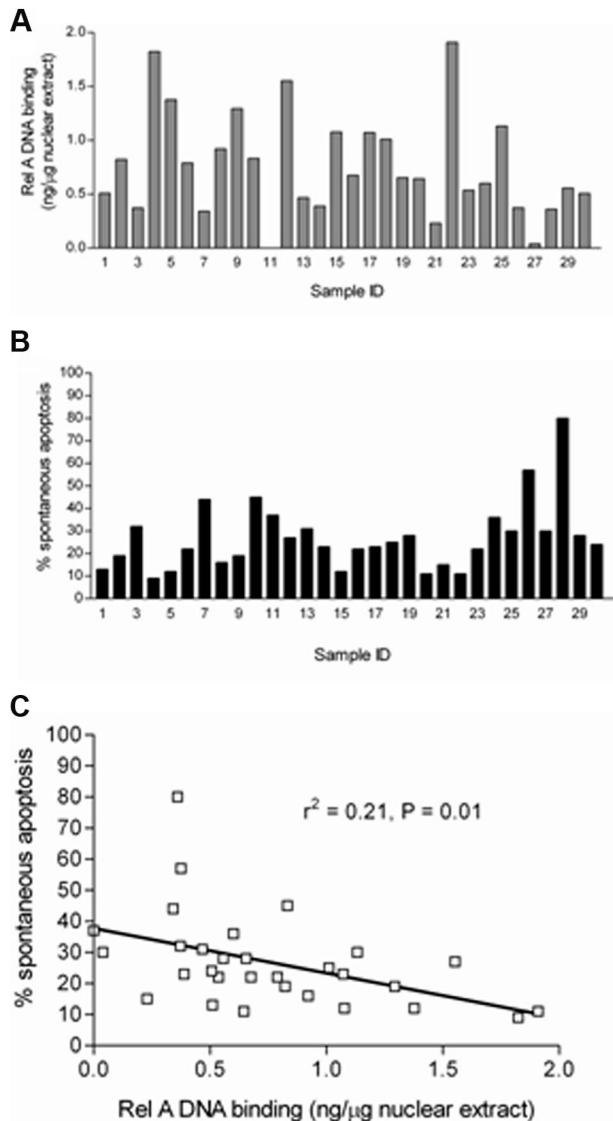 A
Rel A DNA binding
(ng/µg nuclear extract)
2.0
1.5
1.0
0.5
0.0
1 3 5 7 9 11 13 15 17 19 21 23 25 27 29
Sample ID
B
% spontaneous apoptosis
100
90
80
70
60
50
40
30
20
10
0
1 3 5 7 9 11 13 15 17 19 21 23 25 27 29
Sample ID
C
% spontaneous apoptosis
100
90
80
70
60
50
40
30
20
10
0
r² = 0.21, P = 0.01
0.0 0.5 1.0 1.5 2.0
Rel A DNA binding (ng/µg nuclear extract)